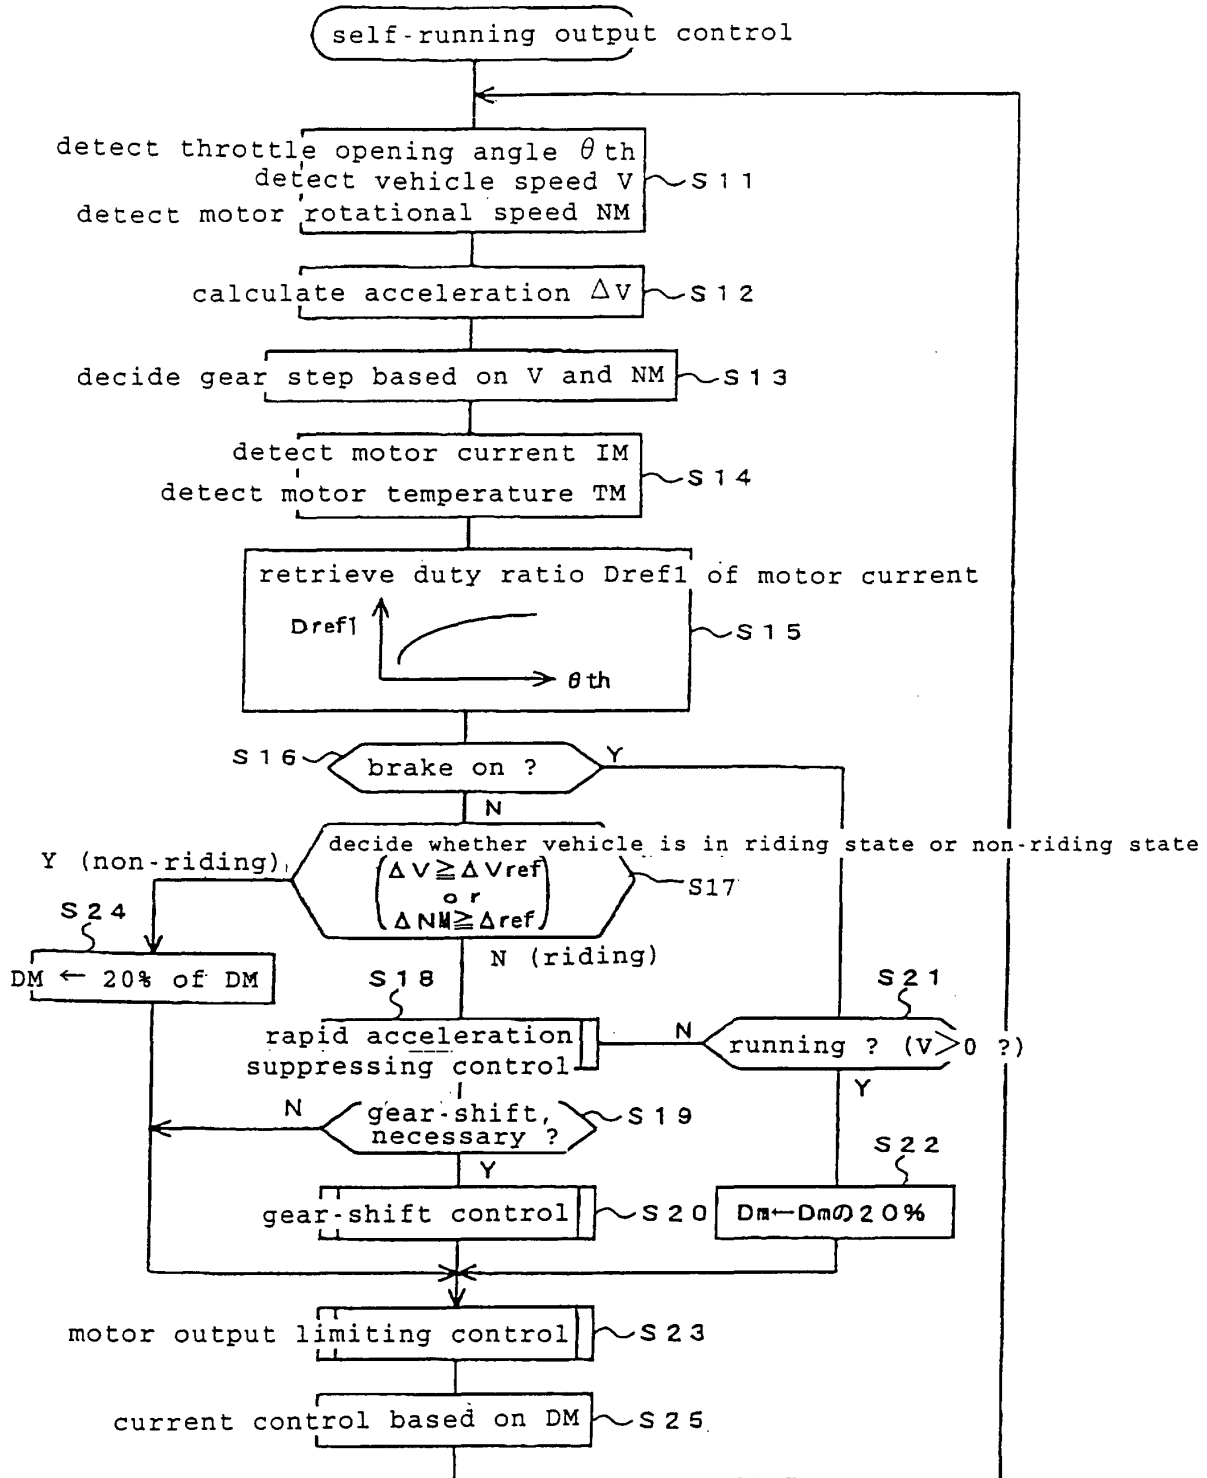 self-running output control
detect throttle opening angle θth
detect vehicle speed V
S11
detect motor rotational speed NM
calculate acceleration ΔV
S12
decide gear step based on V and NM
S13
detect motor current IM
S14
detect motor temperature TM
retrieve duty ratio Dref1 of motor current
Dref1
S15
θth
S16
brake on ?
Y
N
decide whether vehicle is in riding state or non-riding state
Y (non-riding)
ΔV≧ΔVref
or
ΔNM≧Δref
S17
S24
N (riding)
DM ← 20% of DM
S18
S21
rapid acceleration
suppressing control
N
running ? (V>0 ?)
Y
N
gear-shift,
necessary ?
S19
Y
S22
gear-shift control
S20
Dm←Dmの20%
motor output limiting control
S23
current control based on DM
S25